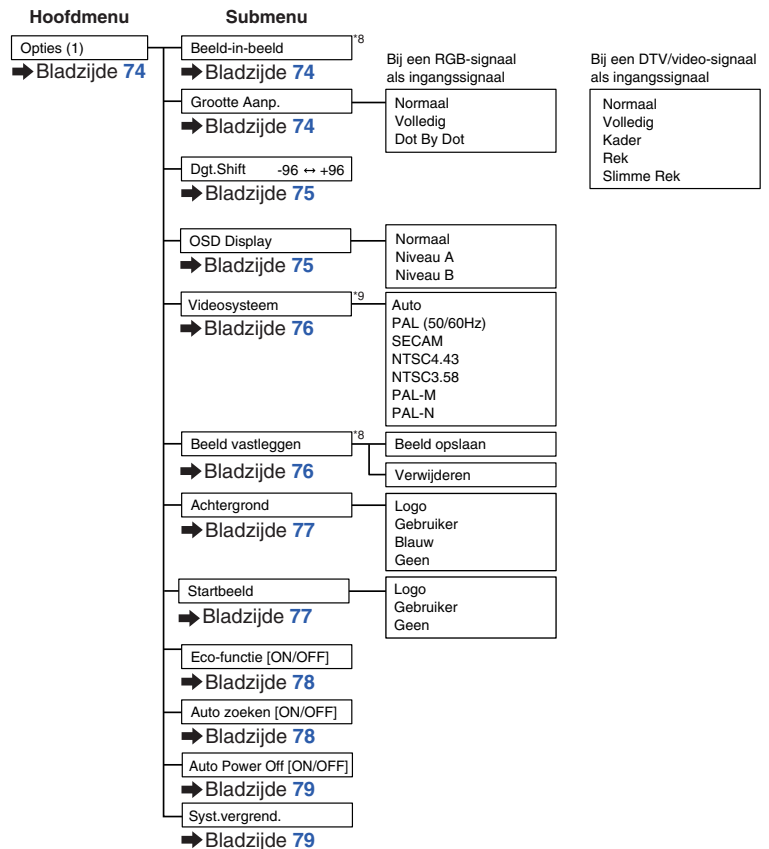 Hoofdmenu
Submenu
Opties (1)
➡ Bladzijde 74
Beeld-in-beeld *8
➡ Bladzijde 74
Bij een RGB-signaal
als ingangssignaal
Bij een DTV/video-signaal
als ingangssignaal
Grootte Aanp.
➡ Bladzijde 74
Normaal
Volledig
Dot By Dot
Normaal
Volledig
Kader
Rek
Slimme Rek
Dgt.Shift -96 ↔ +96
➡ Bladzijde 75
OSD Display
➡ Bladzijde 75
Normaal
Niveau A
Niveau B
Videosysteem *9
➡ Bladzijde 76
Auto
PAL (50/60Hz)
SECAM
NTSC4.43
NTSC3.58
PAL-M
PAL-N
Beeld vastleggen *8
➡ Bladzijde 76
Beeld opslaan
Verwijderen
Achtergrond
➡ Bladzijde 77
Logo
Gebruiker
Blauw
Geen
Startbeeld
➡ Bladzijde 77
Logo
Gebruiker
Geen
Eco-functie [ON/OFF]
➡ Bladzijde 78
Auto zoeken [ON/OFF]
➡ Bladzijde 78
Auto Power Off [ON/OFF]
➡ Bladzijde 79
Syst.vergrend.
➡ Bladzijde 79